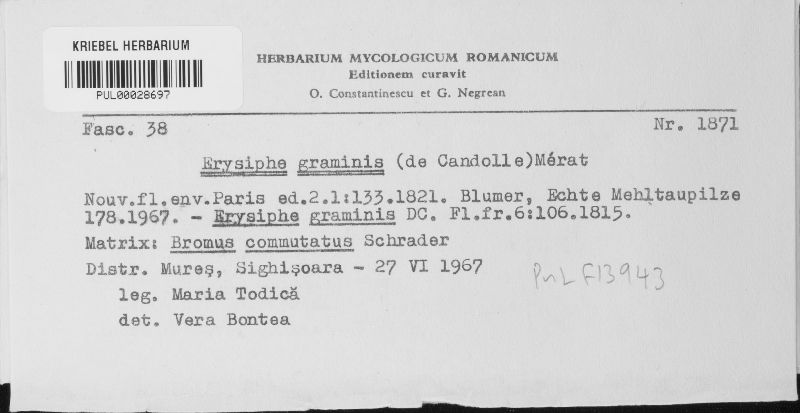 KRIEBEL HERBARIUM
PUL00028697
HERBARIUM MYCOLOGICUM ROMANICUM
Editionem curavit
O. Constantinescu et G. Negrean
Fasc. 38 Nr. 1871
Erysiphe graminis (de Candolle)Mérat
Nouv.fl.env.Paris ed.2.1:133.1821. Blumer, Echte Mehltaupilze
178.1967. - Erysiphe graminis DC. Fl.fr.6:106.1815.
Matrix: Bromus commutatus Schrader
Distr. Mureș, Sighișoara - 27 VI 1967
PuL F13943
leg. Maria Todică
det. Vera Bontea